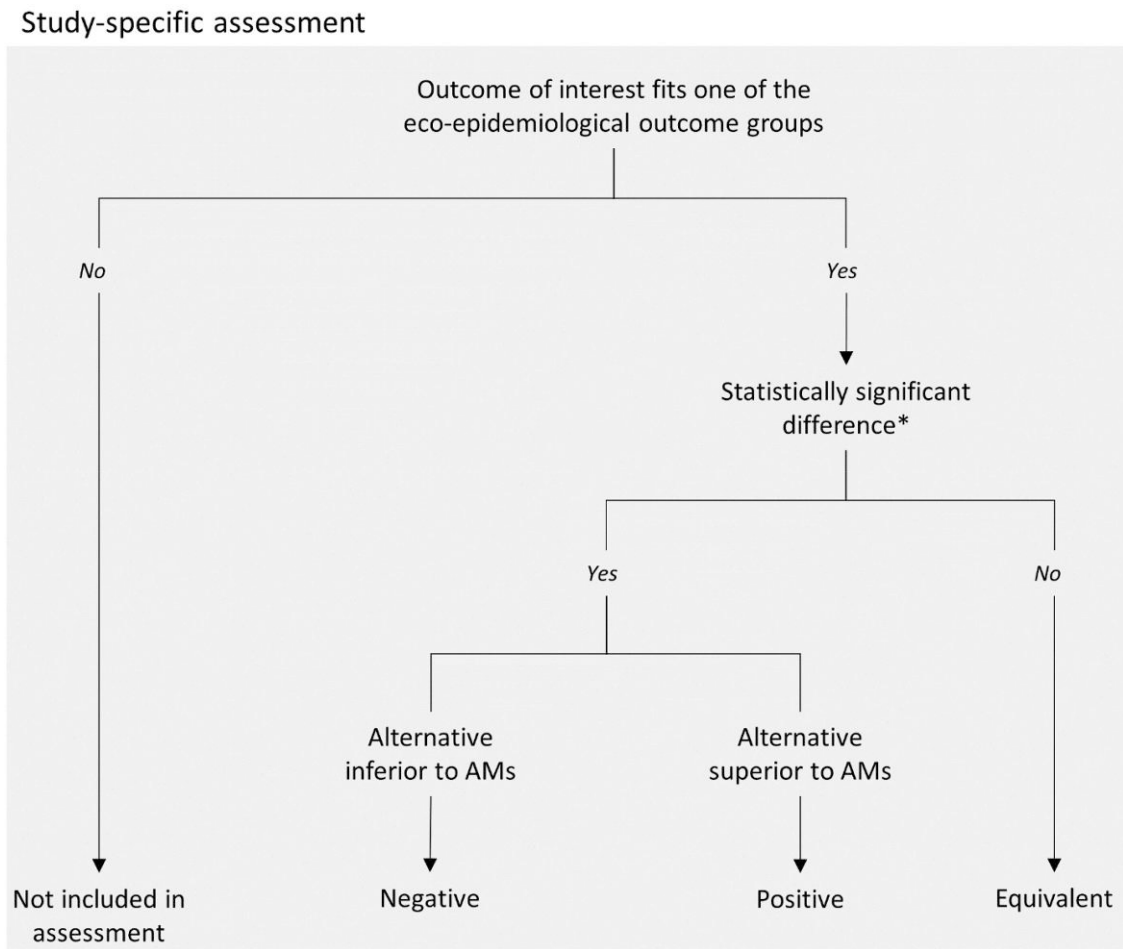 Study-specific assessment
Outcome of interest fits one of the
eco-epidemiological outcome groups
No
Yes
Statistically significant
difference*
Yes
No
Alternative
inferior to AMs
Alternative
superior to AMs
Not included in
assessment
Negative
Positive
Equivalent